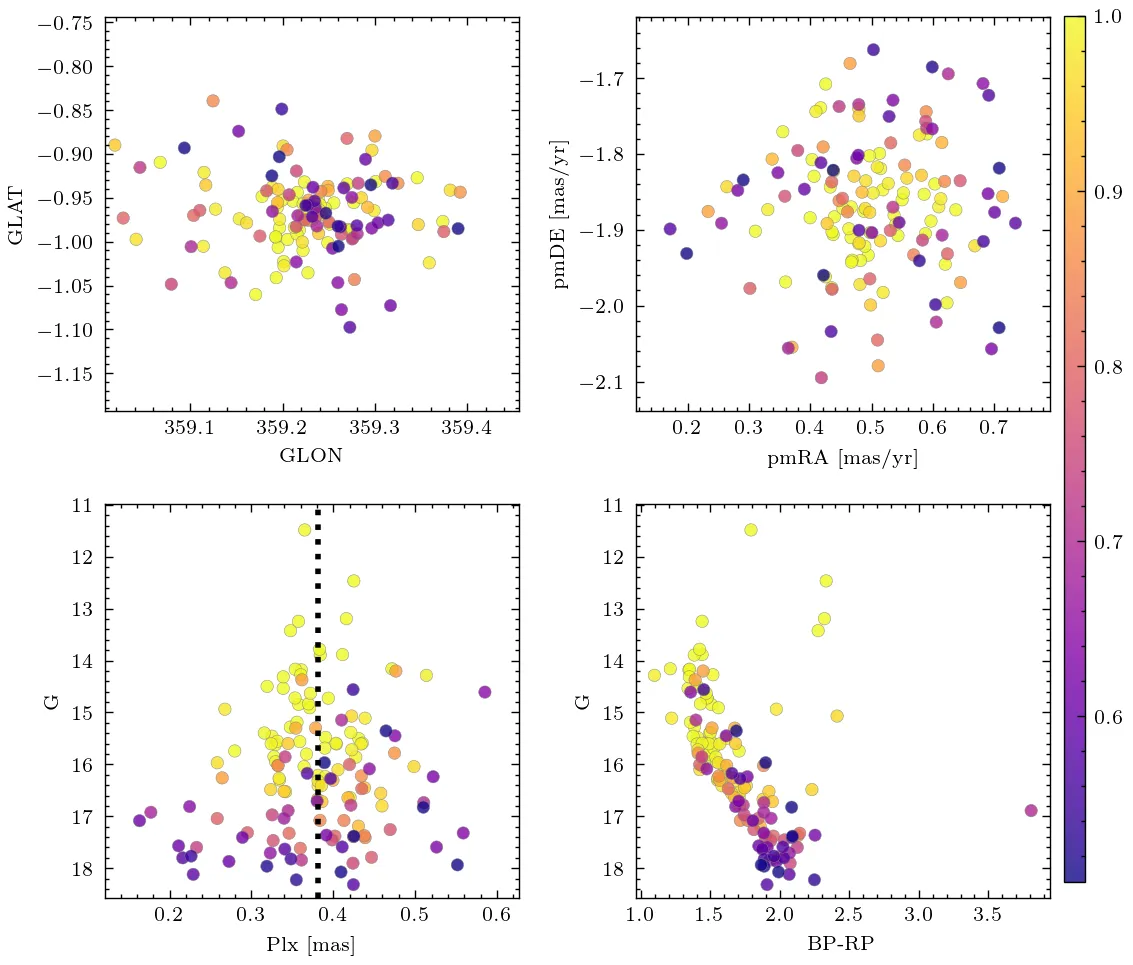 −0.75
−0.80
−0.85
−0.90
−0.95
−1.00
−1.05
−1.10
−1.15
GLAT
359.1 359.2 359.3 359.4
GLON
−1.7
−1.8
−1.9
−2.0
−2.1
pmDE [mas/yr]
0.2 0.3 0.4 0.5 0.6 0.7
pmRA [mas/yr]
11
12
13
14
15
16
17
18
G
0.2 0.3 0.4 0.5 0.6
Plx [mas]
11
12
13
14
15
16
17
18
G
1.0 1.5 2.0 2.5 3.0 3.5
BP-RP
1.0
0.9
0.8
0.7
0.6